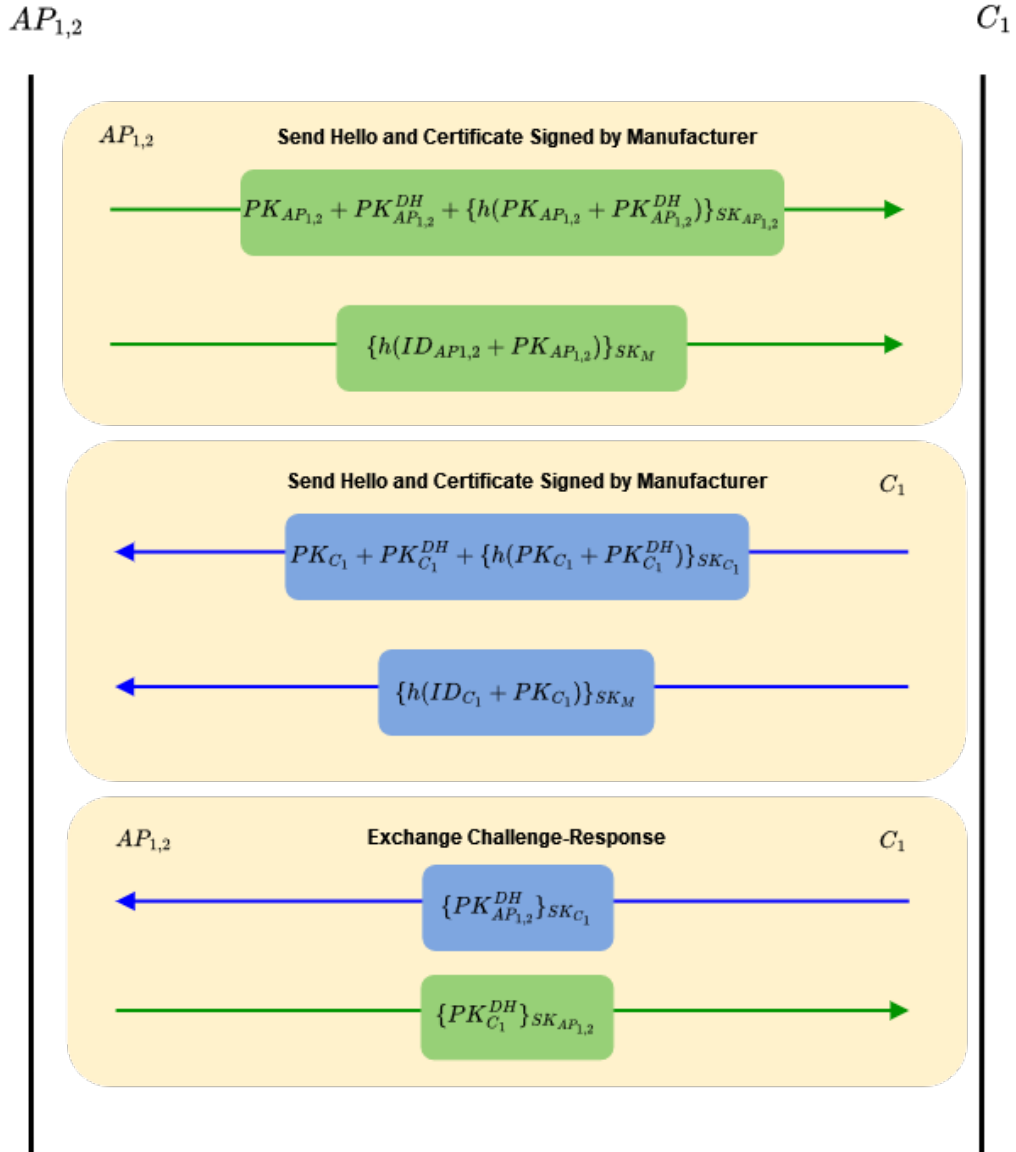 $AP_{1,2}$ $C_1$
$AP_{1,2}$ Send Hello and Certificate Signed by Manufacturer
$PK_{AP_{1,2}} + PK^{DH}_{AP_{1,2}} + \{h(PK_{AP_{1,2}} + PK^{DH}_{AP_{1,2}})\}_{SK_{AP_{1,2}}}$
$\{h(ID_{AP1,2} + PK_{AP_{1,2}})\}_{SK_M}$
Send Hello and Certificate Signed by Manufacturer $C_1$
$PK_{C_1} + PK^{DH}_{C_1} + \{h(PK_{C_1} + PK^{DH}_{C_1})\}_{SK_{C_1}}$
$\{h(ID_{C_1} + PK_{C_1})\}_{SK_M}$
$AP_{1,2}$ Exchange Challenge-Response $C_1$
$\{PK^{DH}_{AP_{1,2}}\}_{SK_{C_1}}$
$\{PK^{DH}_{C_1}\}_{SK_{AP_{1,2}}}$